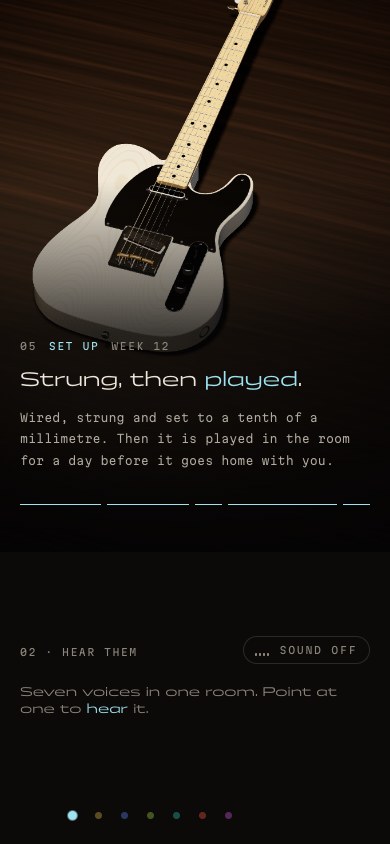 05 SET UP WEEK 12
Strung, then played.
Wired, strung and set to a tenth of a
millimetre. Then it is played in the room
for a day before it goes home with you.
02 · HEAR THEM
SOUND OFF
Seven voices in one room. Point at
one to hear it.